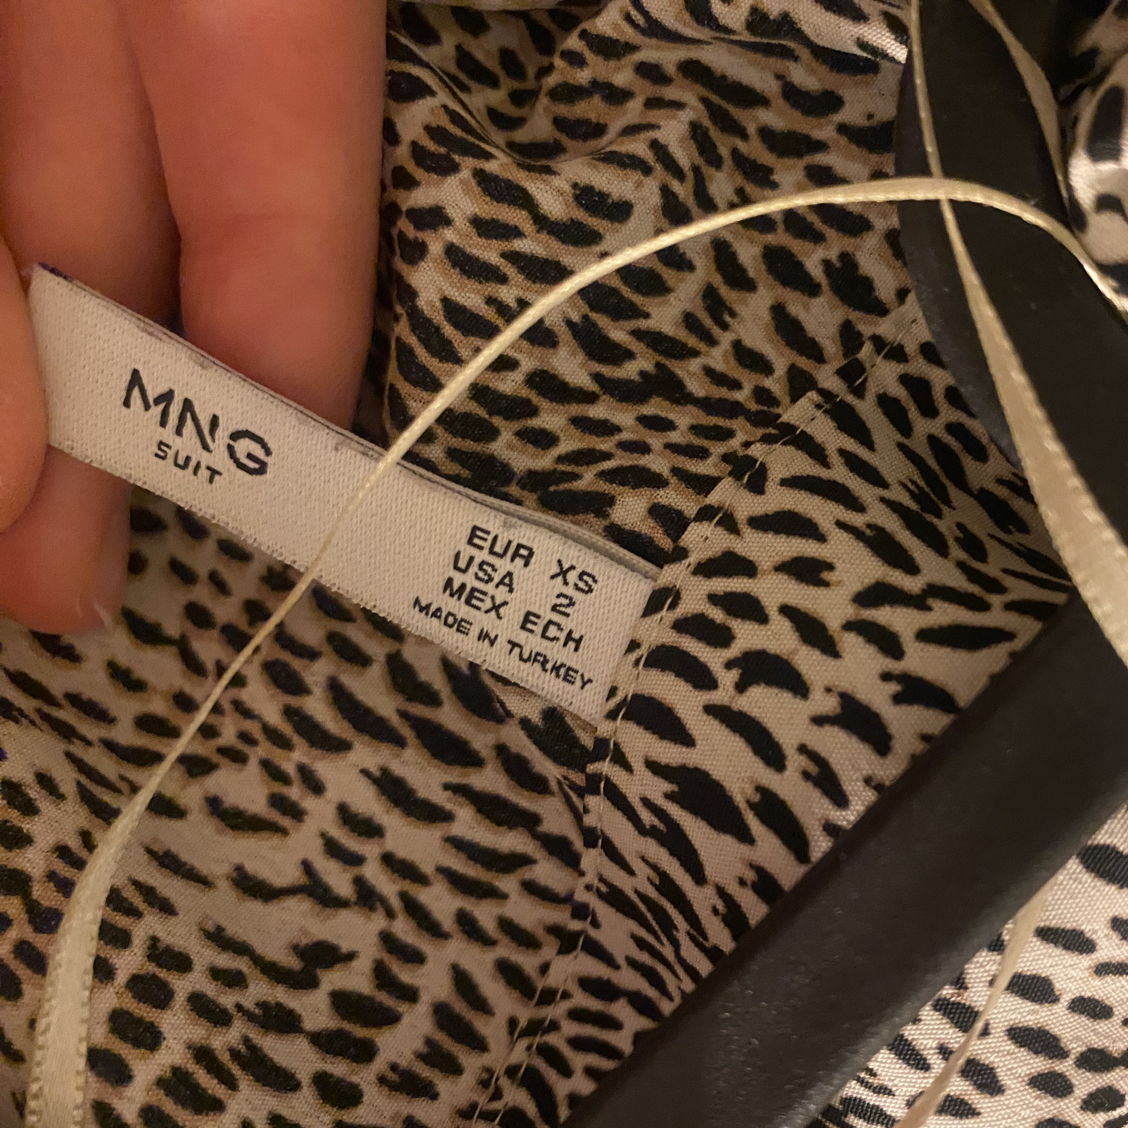 MNG
SUIT
EUR XS
USA 2
MEX ECH
MADE IN TURKEY